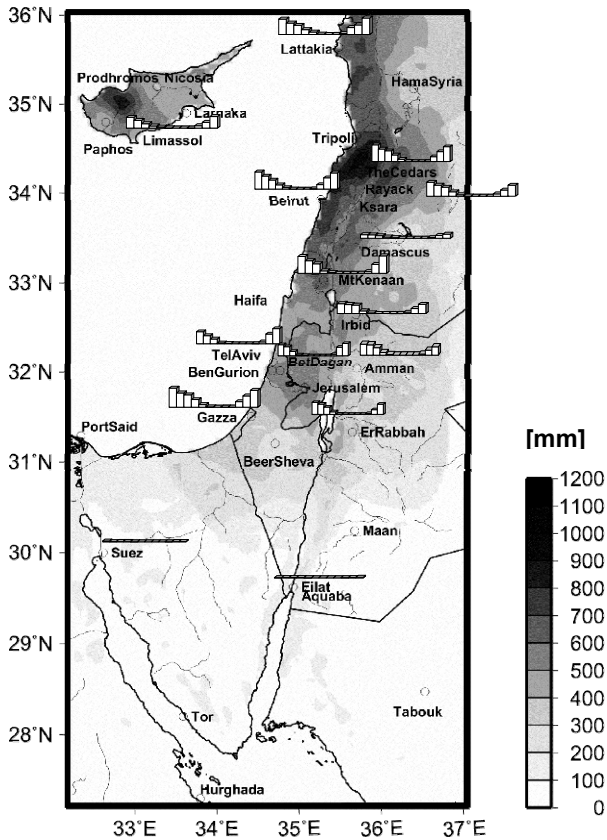 36°N
35°N
34°N
33°N
32°N
31°N
30°N
29°N
28°N
33°E
34°E
35°E
36°E
37°E
Lattakia
Prodhromos Nicosia
HamaSyria
Larnaka
Limassol
Paphos
Tripoli
TheCedars
Rayack
Beirut
Ksara
Damascus
MtKenaan
Haifa
Irbid
TelAviv
BetDagan
BenGurion
Amman
Jerusalem
Gazza
PortSaid
ErRabbah
BeerSheva
Maan
Suez
Eilat
Aquaba
Tabouk
Tor
Hurghada
[mm]
1200
1100
1000
900
800
700
600
500
400
300
200
100
0